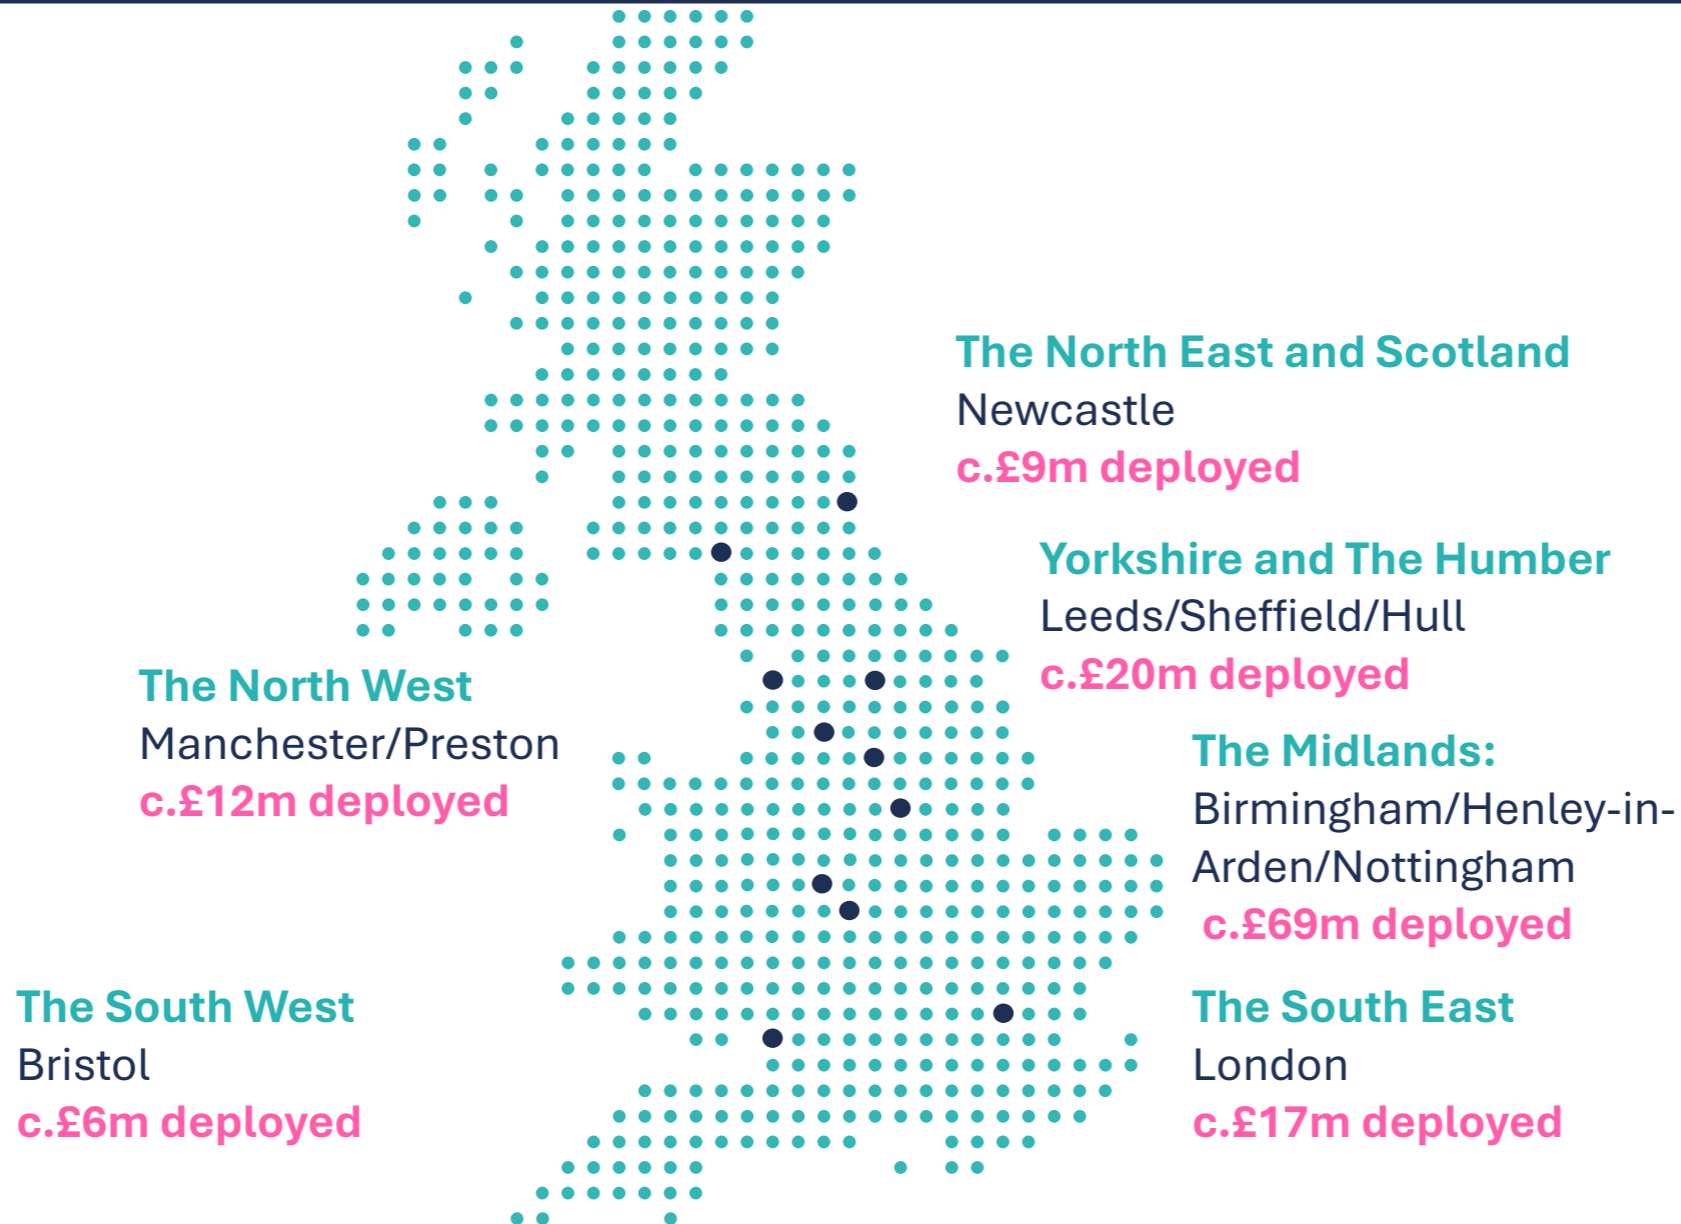 The North East and Scotland
Newcastle
c.£9m deployed
Yorkshire and The Humber
Leeds/Sheffield/Hull
c.£20m deployed
The North West
Manchester/Preston
c.£12m deployed
The Midlands:
Birmingham/Henley-in-
Arden/Nottingham
c.£69m deployed
The South West
Bristol
c.£6m deployed
The South East
London
c.£17m deployed